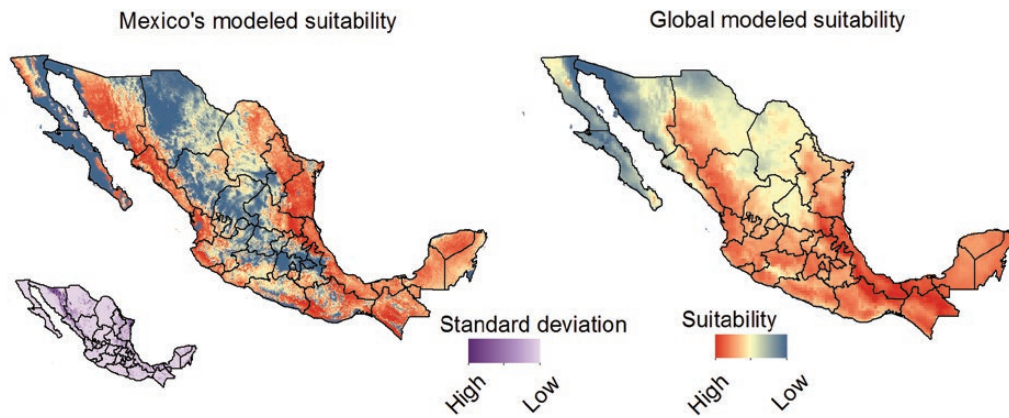 Mexico's modeled suitability
Global modeled suitability
Standard deviation
High
Low
Suitability
High
Low